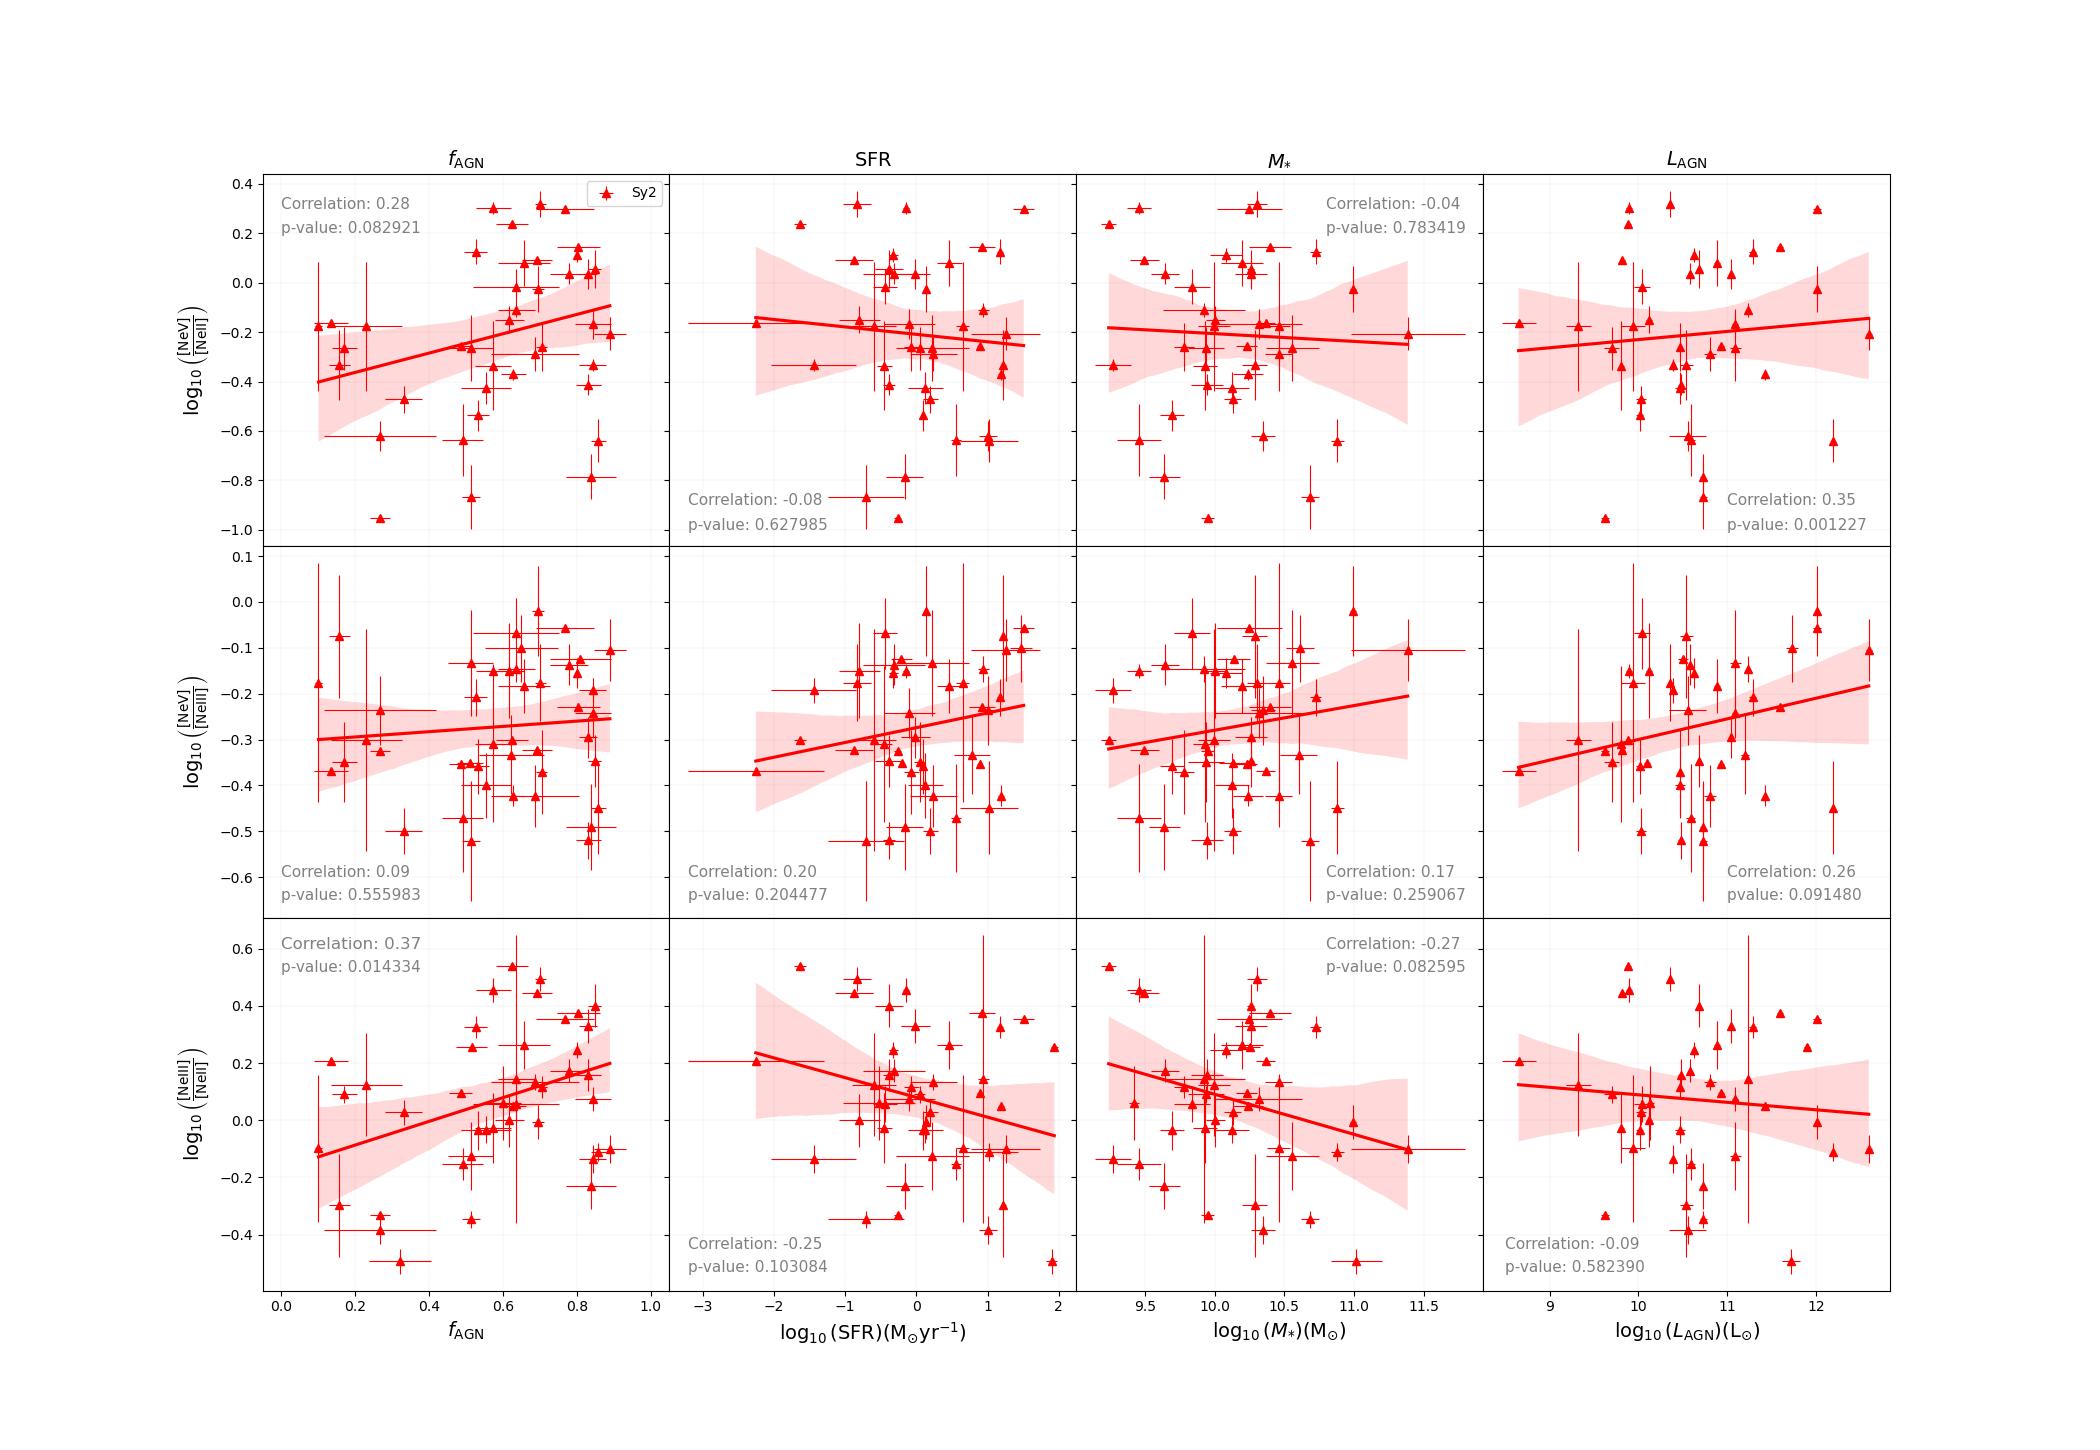 f_AGN SFR M_* L_AGN
log10([NeV]/[NeII])
0.4
0.2
0.0
−0.2
−0.4
−0.6
−0.8
−1.0
Correlation: 0.28
p-value: 0.082921
Sy2
Correlation: -0.08
p-value: 0.627985
Correlation: -0.04
p-value: 0.783419
Correlation: 0.35
p-value: 0.001227
log10([NeV]/[NeIII])
0.1
0.0
−0.1
−0.2
−0.3
−0.4
−0.5
−0.6
Correlation: 0.09
p-value: 0.555983
Correlation: 0.20
p-value: 0.204477
Correlation: 0.17
p-value: 0.259067
Correlation: 0.26
pvalue: 0.091480
log10([NeIII]/[NeII])
0.6
0.4
0.2
0.0
−0.2
−0.4
Correlation: 0.37
p-value: 0.014334
Correlation: -0.25
p-value: 0.103084
Correlation: -0.27
p-value: 0.082595
Correlation: -0.09
p-value: 0.582390
0.0 0.2 0.4 0.6 0.8 1.0
−3 −2 −1 0 1 2
9.5 10.0 10.5 11.0 11.5
9 10 11 12
f_AGN
log10(SFR)(M⊙yr−1)
log10(M_*)(M⊙)
log10(L_AGN)(L⊙)